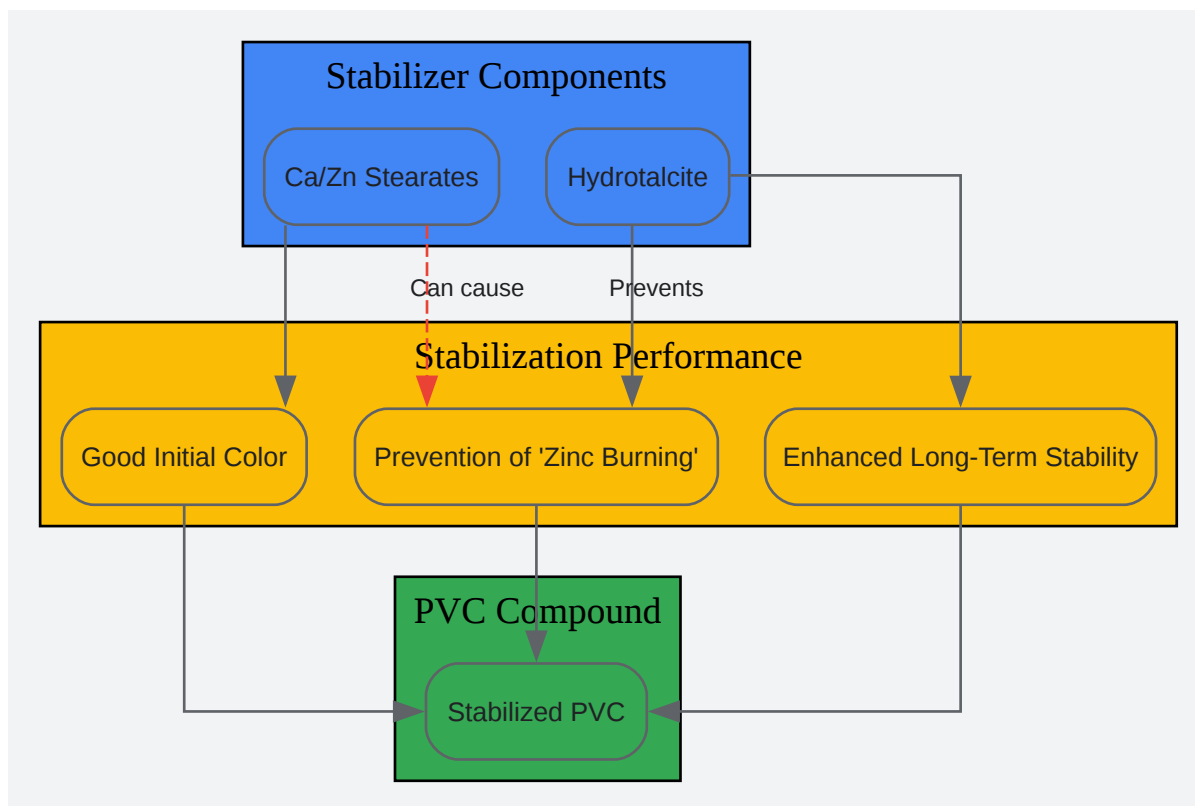 Stabilizer Components
Ca/Zn Stearates
Hydrotalcite
Can cause
Prevents
Stabilization Performance
Good Initial Color
Prevention of 'Zinc Burning'
Enhanced Long-Term Stability
PVC Compound
Stabilized PVC